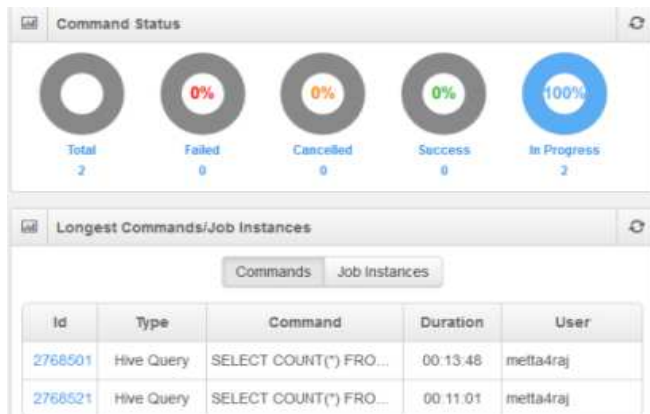 Command Status
0% 0% 0% 100%
Total Failed Cancelled Success In Progress
2 0 0 0 2
Longest Commands/Job Instances
Commands Job Instances
Id Type Command Duration User
2768501 Hive Query SELECT COUNT(*) FRO... 00:13:48 metta4raj
2768521 Hive Query SELECT COUNT(*) FRO... 00:11:01 metta4raj